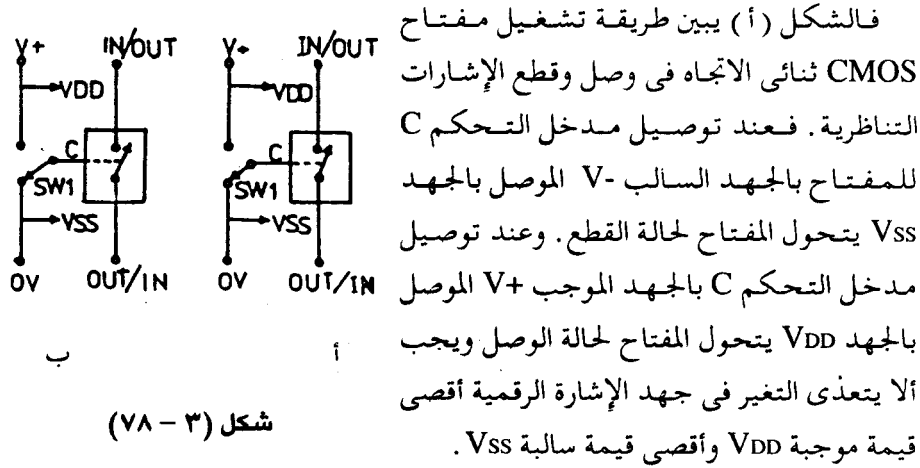 فالشكل (أ) يبين طريقة تشغيل مفتاح
CMOS ثنائى الاتجاه فى وصل وقطع الإشارات
التناظرية. فعند توصيل مدخل التحكم C
للمفتاح بالجهد السالب V- الموصل بالجهد
Vss يتحول المفتاح لحالة القطع. وعند توصيل
مدخل التحكم C بالجهد الموجب V+ الموصل
بالجهد VDD يتحول المفتاح لحالة الوصل ويجب
ألا يتعذى التغير فى جهد الإشارة الرقمية أقصى
قيمة موجبة VDD وأقصى قيمة سالبة Vss.
V+ IN/OUT V+ IN/OUT
VDD VDD
C C
SW1 SW1
VSS VSS
0V OUT/IN 0V OUT/IN
أ ب
شكل (٣ – ٧٨)